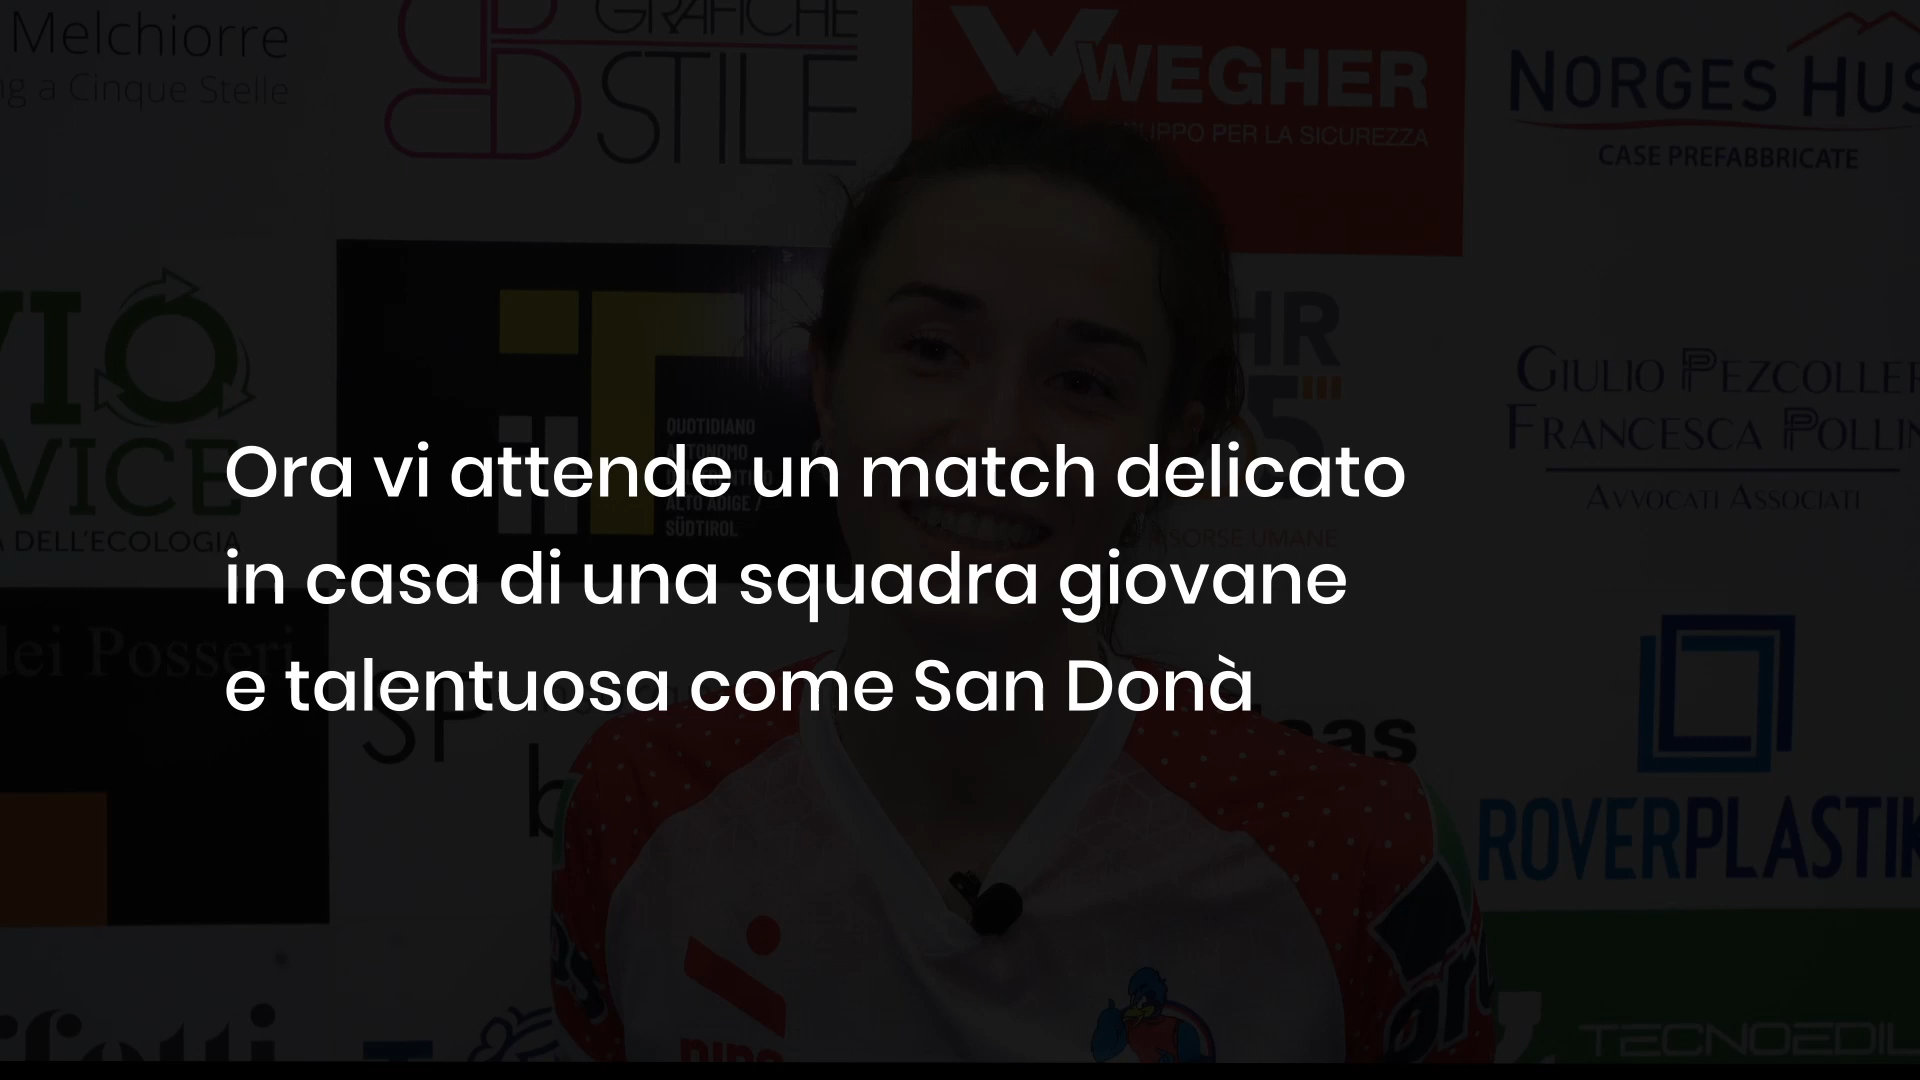 Melchiorre
a Cinque Stelle
GRAFICHE
STILE
WEGHER
PER LA SICUREZZA
NORGES HUS
CASE PREFABBRICATE
VICE
DELL'ECOLOGIA
il T
QUOTIDIANO
AUTONOMO
ALTO ADIGE /
SÜDTIROL
HR
RISORSE UMANE
GIULIO PEZCOLLER
FRANCESCA POLLIN
AVVOCATI ASSOCIATI
Ora vi attende un match delicato
in casa di una squadra giovane
e talentuosa come San Donà
dei Posseri
SP
ROVERPLASTIK
TECNOEDIL